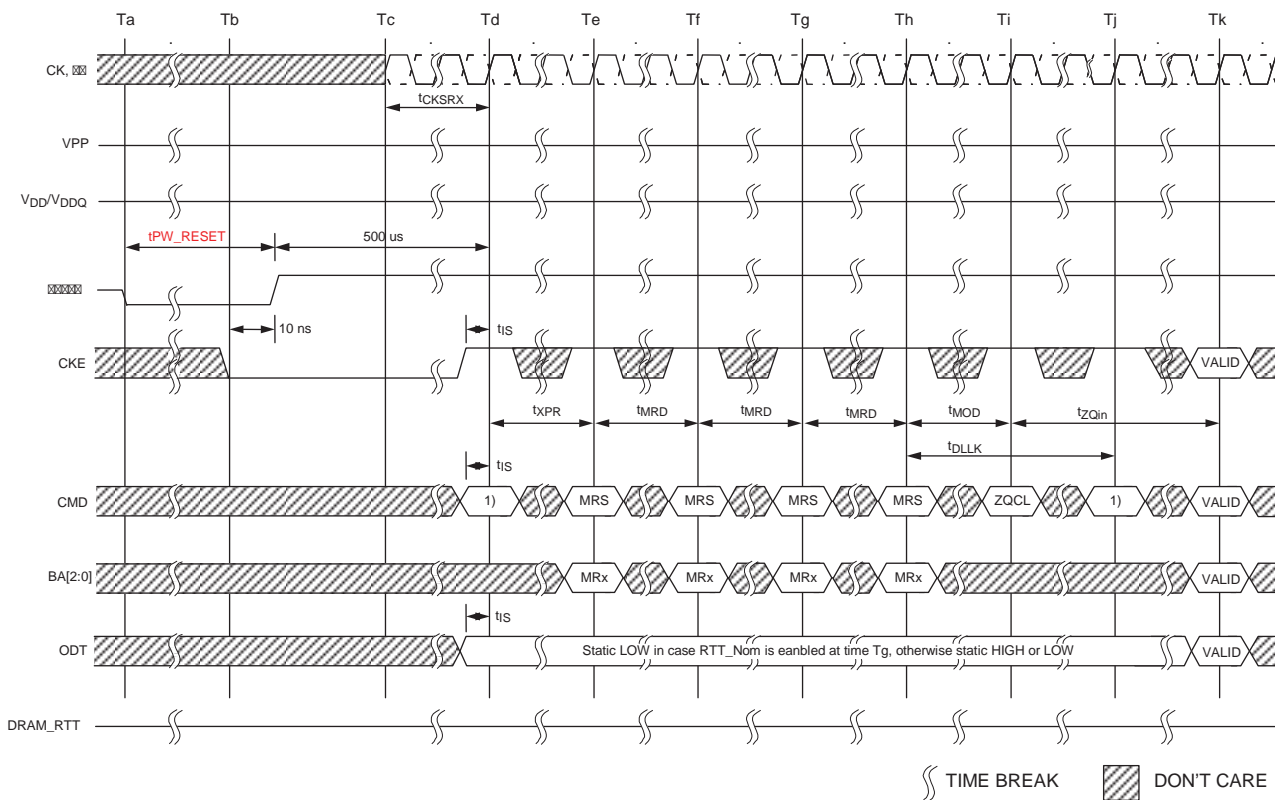 Ta Tb Tc Td Te Tf Tg Th Ti Tj Tk
CK,
tCKSRX
VPP
VDD/VDDQ
tPW_RESET 500 us
10 ns tIS
CKE VALID
tXPR tMRD tMRD tMRD tMOD tZQin
tDLLK
tIS
CMD 1) MRS MRS MRS MRS ZQCL 1) VALID
BA[2:0] MRx MRx MRx MRx VALID
tIS
ODT Static LOW in case RTT_Nom is eanbled at time Tg, otherwise static HIGH or LOW VALID
DRAM_RTT
TIME BREAK DON'T CARE